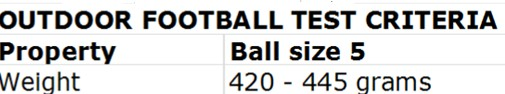 OUTDOOR FOOTBALL TEST CRITERIA
Property Ball size 5
Weight 420 - 445 grams